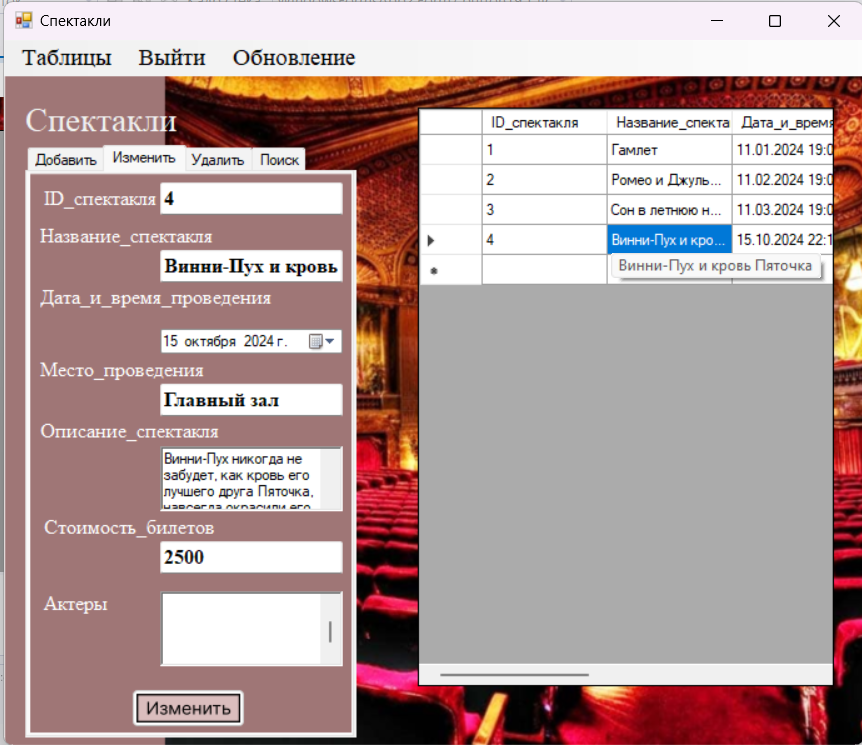 Спектакли
Таблицы Выйти Обновление
Спектакли
Добавить Изменить Удалить Поиск
ID_спектакля 4
Название_спектакля
Винни-Пух и кровь
Дата_и_время_проведения
15 октября 2024 г.
Место_проведения
Главный зал
Описание_спектакля
Винни-Пух никогда не
забудет, как кровь его
лучшего друга Пяточка,
навсегда окрасили его
Стоимость_билетов
2500
Актеры
Изменить
ID_спектакля Название_спекта Дата_и_время
1 Гамлет 11.01.2024 19:0
2 Ромео и Джуль... 11.02.2024 19:0
3 Сон в летнюю н... 11.03.2024 19:0
4 Винни-Пух и кро... 15.10.2024 22:1
Винни-Пух и кровь Пяточка